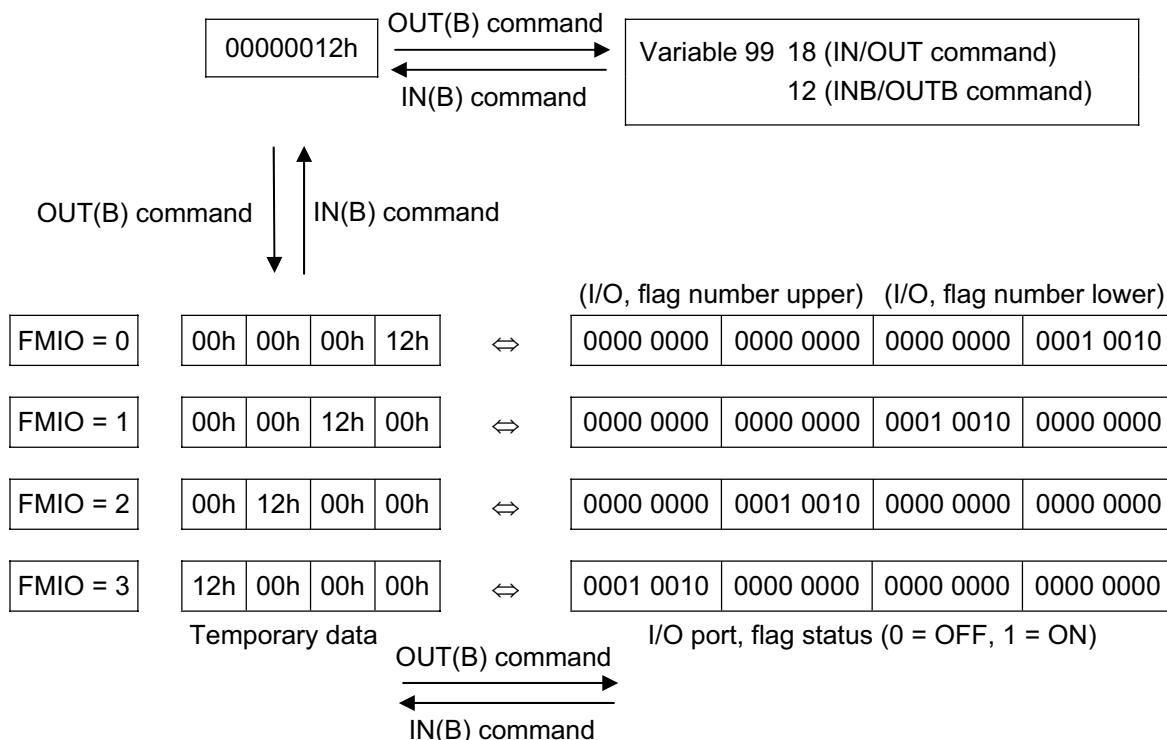 OUT(B) command
00000012h
Variable 99 18 (IN/OUT command)
12 (INB/OUTB command)
IN(B) command
OUT(B) command
IN(B) command
(I/O, flag number upper) (I/O, flag number lower)
FMIO = 0 00h 00h 00h 12h ⇔ 0000 0000 0000 0000 0000 0000 0001 0010
FMIO = 1 00h 00h 12h 00h ⇔ 0000 0000 0000 0000 0001 0010 0000 0000
FMIO = 2 00h 12h 00h 00h ⇔ 0000 0000 0001 0010 0000 0000 0000 0000
FMIO = 3 12h 00h 00h 00h ⇔ 0001 0010 0000 0000 0000 0000 0000 0000
Temporary data
I/O port, flag status (0 = OFF, 1 = ON)
OUT(B) command
IN(B) command